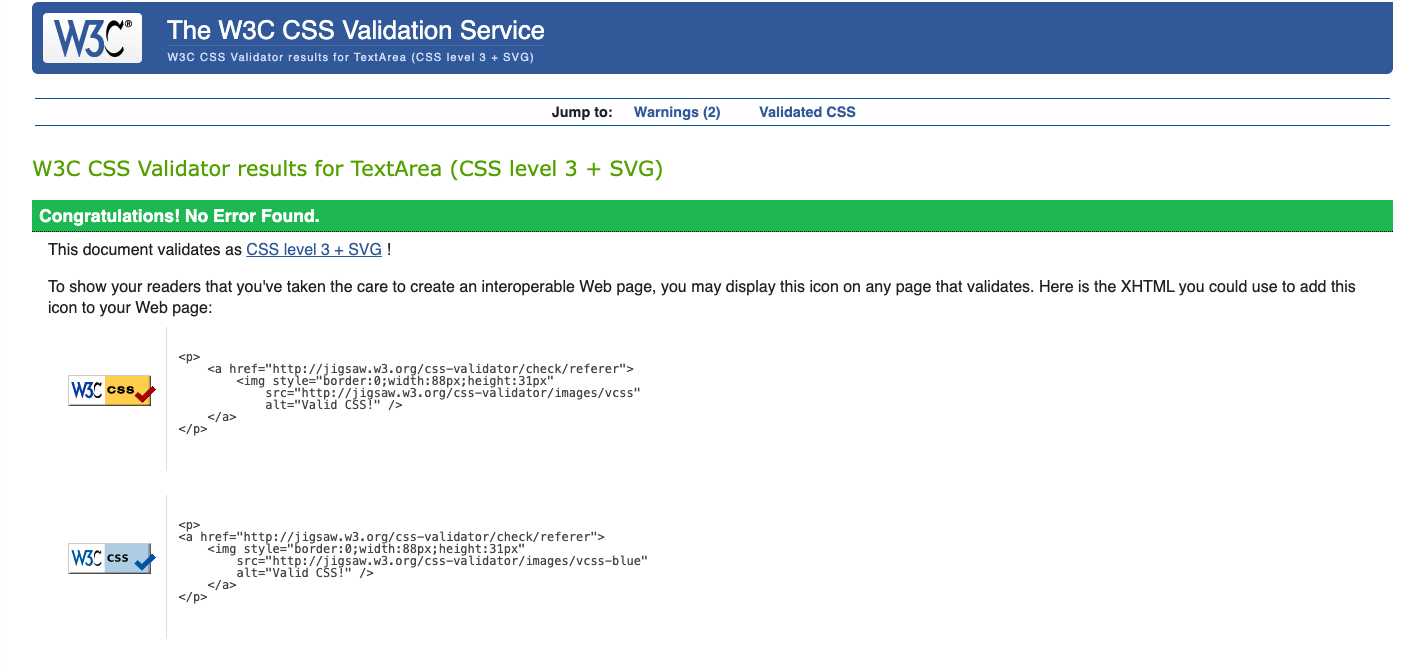 W3C® The W3C CSS Validation Service
W3C CSS Validator results for TextArea (CSS level 3 + SVG)
Jump to: Warnings (2) Validated CSS
W3C CSS Validator results for TextArea (CSS level 3 + SVG)
Congratulations! No Error Found.
This document validates as CSS level 3 + SVG !
To show your readers that you've taken the care to create an interoperable Web page, you may display this icon on any page that validates. Here is the XHTML you could use to add this
icon to your Web page:
<p>
    <a href="http://jigsaw.w3.org/css-validator/check/referer">
        <img style="border:0;width:88px;height:31px"
            src="http://jigsaw.w3.org/css-validator/images/vcss"
            alt="Valid CSS!" />
    </a>
</p>
W3C css
<p>
<a href="http://jigsaw.w3.org/css-validator/check/referer">
    <img style="border:0;width:88px;height:31px"
        src="http://jigsaw.w3.org/css-validator/images/vcss-blue"
        alt="Valid CSS!" />
    </a>
</p>
W3C css